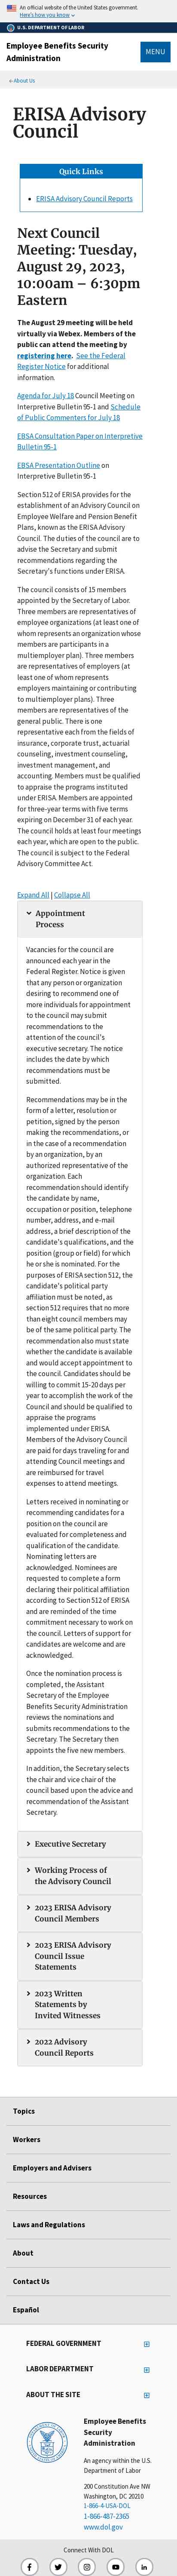 An official website of the United States government.
Here's how you know
U.S. DEPARTMENT OF LABOR
Employee Benefits Security
Administration
MENU
← About Us
ERISA Advisory
Council
Quick Links
ERISA Advisory Council Reports
Next Council
Meeting: Tuesday,
August 29, 2023,
10:00am – 6:30pm
Eastern
The August 29 meeting will be held
virtually via Webex. Members of the
public can attend the meeting by
registering here. See the Federal
Register Notice for additional
information.
Agenda for July 18 Council Meeting on
Interpretive Bulletin 95-1 and Schedule
of Public Commenters for July 18
EBSA Consultation Paper on Interpretive
Bulletin 95-1
EBSA Presentation Outline on
Interpretive Bulletin 95-1
Section 512 of ERISA provides for the
establishment of an Advisory Council on
Employee Welfare and Pension Benefit
Plans, known as the ERISA Advisory
Council. The duties of the council are to
advise the Secretary and submit
recommendations regarding the
Secretary's functions under ERISA.
The council consists of 15 members
appointed by the Secretary of Labor.
Three members are representatives of
employee organizations (at least one of
which represents employee
organizations whose members are
participants in a multiemployer plan).
Three members are
representatives of employers (at
least one of whom represents
employers maintaining or contributing
to multiemployer plans). Three
members are representatives of the
general public. There is one
representative each from the fields of
insurance, corporate trust, actuarial
counseling, investment counseling,
investment management, and
accounting. Members must be qualified
to appraise the programs instituted
under ERISA. Members are appointed
for three-year terms with five terms
expiring on December 31 of each year.
The council holds at least four meetings
each year, which are open to the public.
The council is subject to the Federal
Advisory Committee Act.
Expand All | Collapse All
Appointment
Process
Vacancies for the council are
announced each year in the
Federal Register. Notice is given
that any person or organization
desiring to recommend one of
more individuals for appointment
to the council may submit
recommendations to the
attention of the council's
executive secretary. The notice
includes the date by which
recommendations must be
submitted.
Recommendations may be in the
form of a letter, resolution or
petition, signed by the person
making the recommendations, or
in the case of a recommendation
by an organization, by an
authorized representative of the
organization. Each
recommendation should identify
the candidate by name,
occupation or position, telephone
number, address, and e-mail
address, a brief description of the
candidate's qualifications, and the
position (group or field) for which
he or she is nominated. For the
purposes of ERISA section 512, the
candidate's political party
affiliation must be noted, as
section 512 requires that no more
than eight council members may
be of the same political party. The
recommendation may also
include a statement by the
candidate that he or she would
accept the appointment to the
council. Candidates should be
willing to commit 15-20 days per
year to accomplish the work of the
Council and should be able to
appraise the programs
implemented under ERISA.
Members of the Advisory Council
are paid for days traveling for and
attending Council meetings and
are reimbursed for travel
expenses to attend meetings.
Letters received in nominating or
recommending candidates for a
position on the council are
evaluated for completeness and
qualification of the candidate.
Nominating letters are
acknowledged. Nominees are
requested to complete a form
declaring their political affiliation
according to Section 512 of ERISA
and are reminded of the time
commitment necessary to work on
the council. Letters of support for
nominated candidates are
welcomed and are
acknowledged.
Once the nomination process is
completed, the Assistant
Secretary of the Employee
Benefits Security Administration
reviews the nominations and
submits recommendations to the
Secretary. The Secretary then
appoints the five new members.
In addition, the Secretary selects
the chair and vice chair of the
council based on the advice and
recommendation of the Assistant
Secretary.
Executive Secretary
Working Process of
the Advisory Council
2023 ERISA Advisory
Council Members
2023 ERISA Advisory
Council Issue
Statements
2023 Written
Statements by
Invited Witnesses
2022 Advisory
Council Reports
Topics
Workers
Employers and Advisers
Resources
Laws and Regulations
About
Contact Us
Español
FEDERAL GOVERNMENT
LABOR DEPARTMENT
ABOUT THE SITE
Employee Benefits
Security
Administration
An agency within the U.S.
Department of Labor
200 Constitution Ave NW
Washington, DC 20210
1-866-4-USA-DOL
1-866-487-2365
www.dol.gov
Connect With DOL